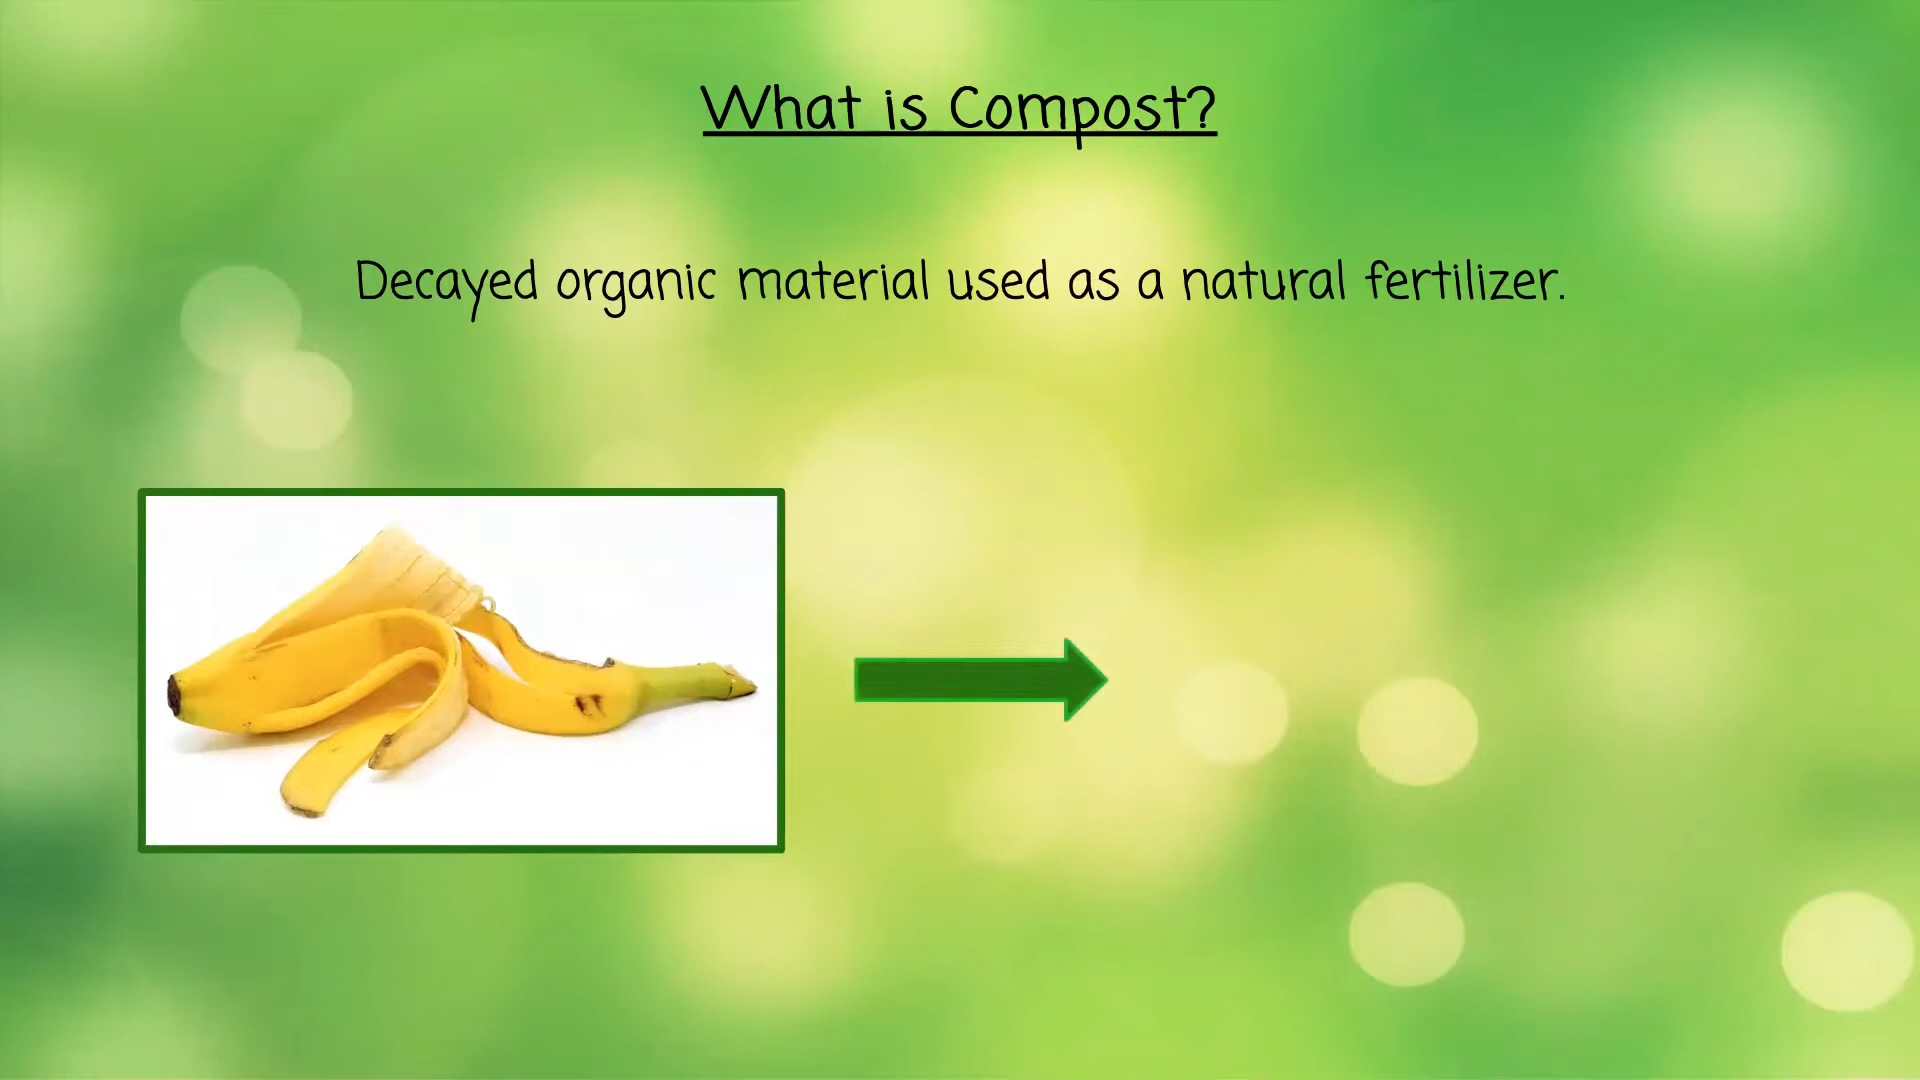 What is Compost?
Decayed organic material used as a natural fertilizer.